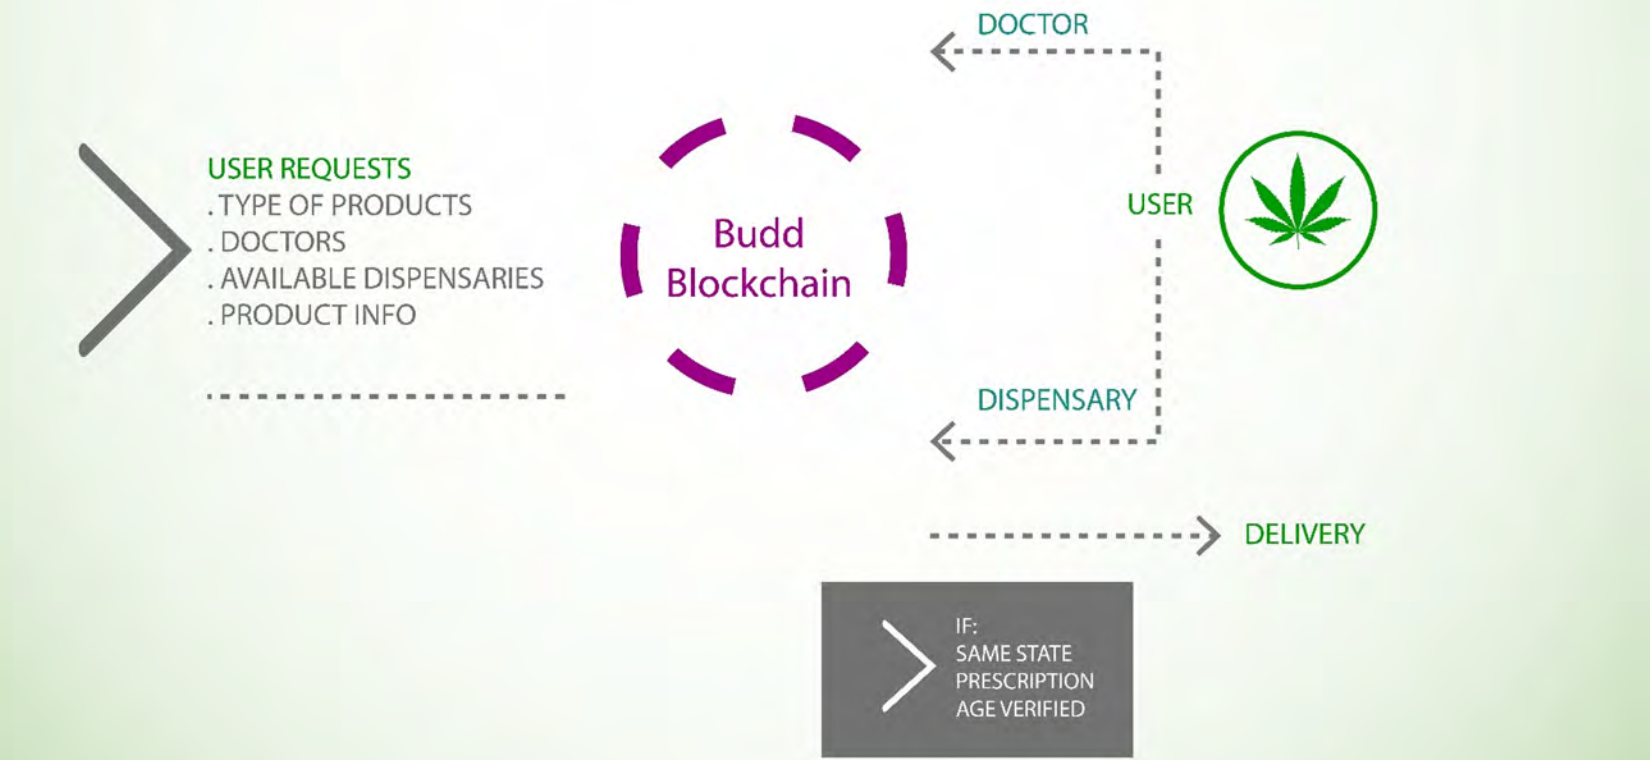 USER REQUESTS
. TYPE OF PRODUCTS
. DOCTORS
. AVAILABLE DISPENSARIES
. PRODUCT INFO
Budd
Blockchain
DOCTOR
USER
DISPENSARY
DELIVERY
IF:
SAME STATE
PRESCRIPTION
AGE VERIFIED